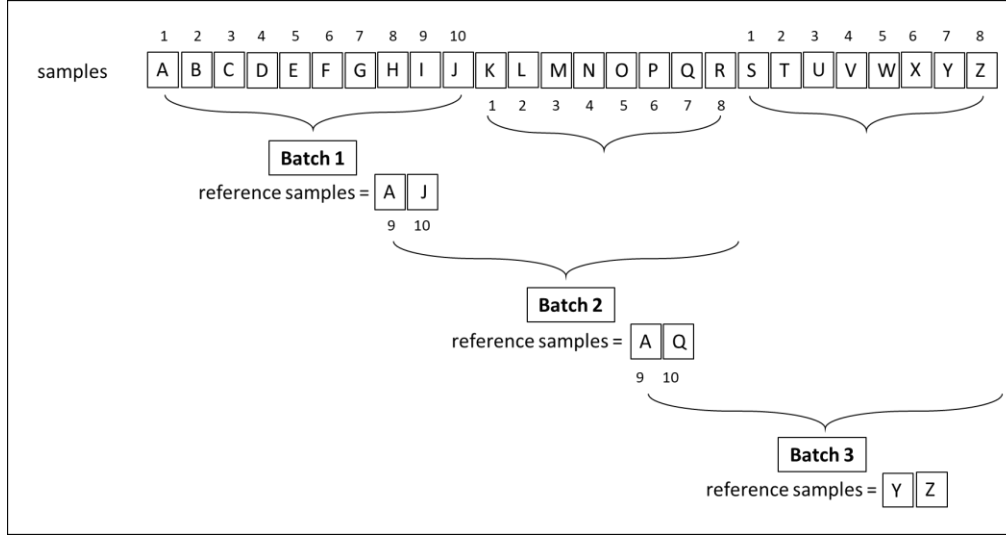 1 2 3 4 5 6 7 8 9 10 1 2 3 4 5 6 7 8
samples A B C D E F G H I J K L M N O P Q R S T U V W X Y Z
1 2 3 4 5 6 7 8
Batch 1
reference samples = A J
9 10
Batch 2
reference samples = A Q
9 10
Batch 3
reference samples = Y Z